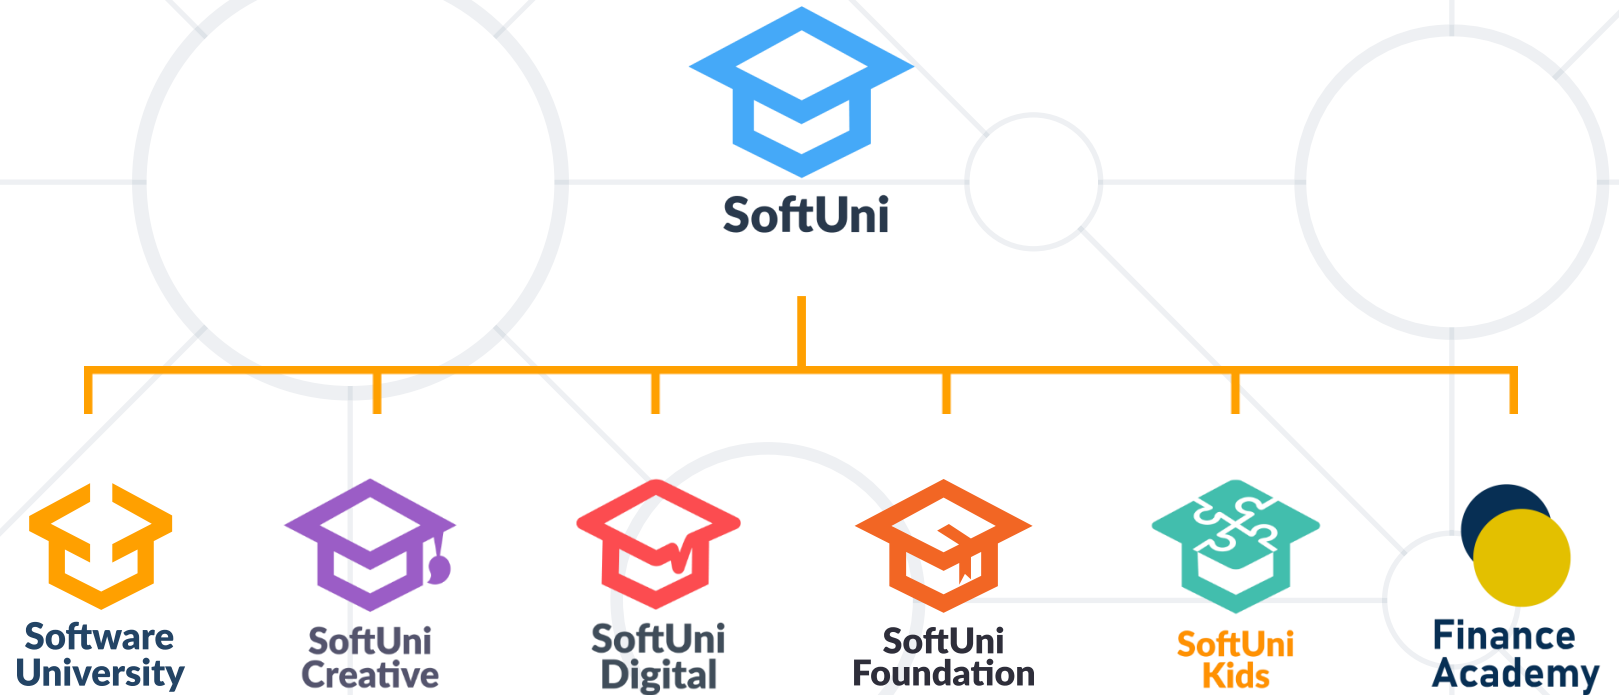 SoftUni
Software
University
SoftUni
Creative
SoftUni
Digital
SoftUni
Foundation
SoftUni
Kids
Finance
Academy